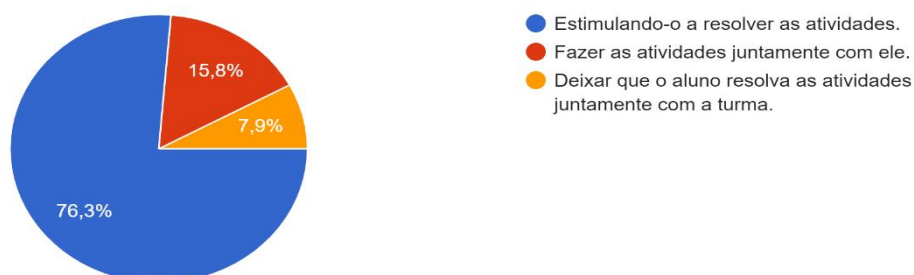 Estimulando-o a resolver as atividades.
Fazer as atividades juntamente com ele.
Deixar que o aluno resolva as atividades
juntamente com a turma.
15,8%
7,9%
76,3%